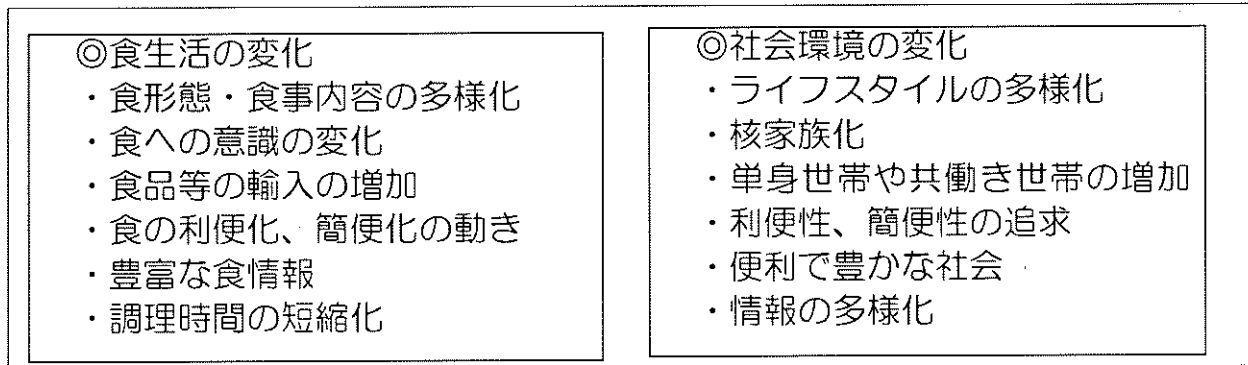 ◎食生活の変化
・食形態・食事内容の多様化
・食への意識の変化
・食品等の輸入の増加
・食の利便化、簡便化の動き
・豊富な食情報
・調理時間の短縮化
◎社会環境の変化
・ライフスタイルの多様化
・核家族化
・単身世帯や共働き世帯の増加
・利便性、簡便性の追求
・便利で豊かな社会
・情報の多様化